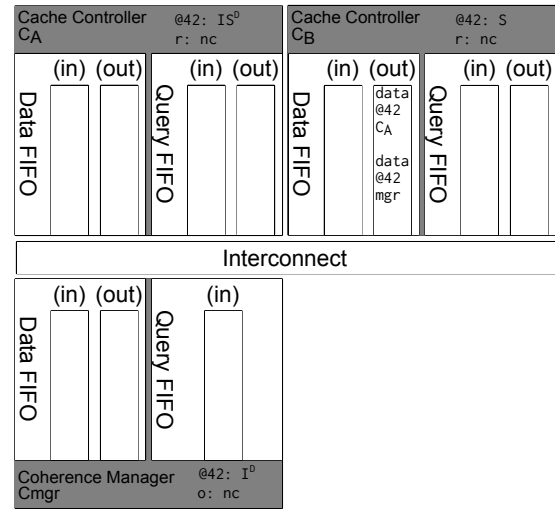 Cache Controller @42: ISᴰ
CA r: nc
Cache Controller @42: S
CB r: nc
(in) (out) (in) (out)
Data FIFO
Query FIFO
(in) (out) (in) (out)
Data FIFO
data
@42
CA
data
@42
mgr
Query FIFO
Interconnect
(in) (out) (in)
Data FIFO
Query FIFO
Coherence Manager @42: Iᴰ
Cmgr o: nc